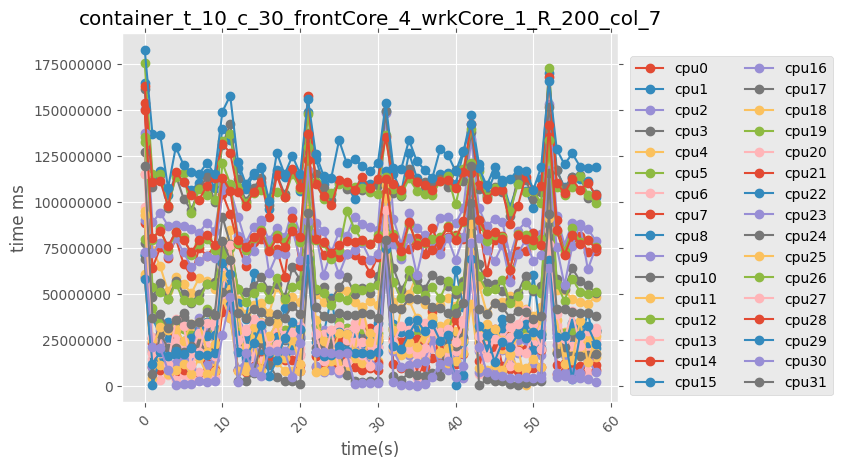 container_t_10_c_30_frontCore_4_wrkCore_1_R_200_col_7
time ms
175000000
150000000
125000000
100000000
75000000
50000000
25000000
0
0
10
20
30
40
50
60
time(s)
cpu0
cpu1
cpu2
cpu3
cpu4
cpu5
cpu6
cpu7
cpu8
cpu9
cpu10
cpu11
cpu12
cpu13
cpu14
cpu15
cpu16
cpu17
cpu18
cpu19
cpu20
cpu21
cpu22
cpu23
cpu24
cpu25
cpu26
cpu27
cpu28
cpu29
cpu30
cpu31